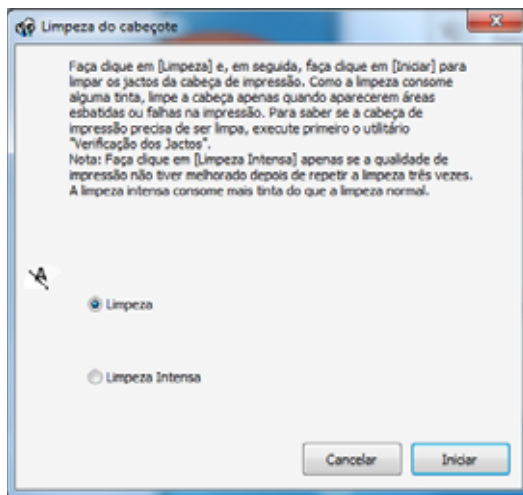 Limpeza do cabeçote
Faça clique em [Limpeza] e, em seguida, faça clique em [Iniciar] para
limpar os jactos da cabeça de impressão. Como a limpeza consome
alguma tinta, limpe a cabeça apenas quando aparecerem áreas
esbatidas ou falhas na impressão. Para saber se a cabeça de
impressão precisa de ser limpa, execute primeiro o utilitário
"Verificação dos Jactos".
Nota: Faça clique em [Limpeza Intensa] apenas se a qualidade de
impressão não tiver melhorado depois de repetir a limpeza três vezes.
A limpeza intensa consome mais tinta do que a limpeza normal.
A
Limpeza
Limpeza Intensa
Cancelar
Iniciar